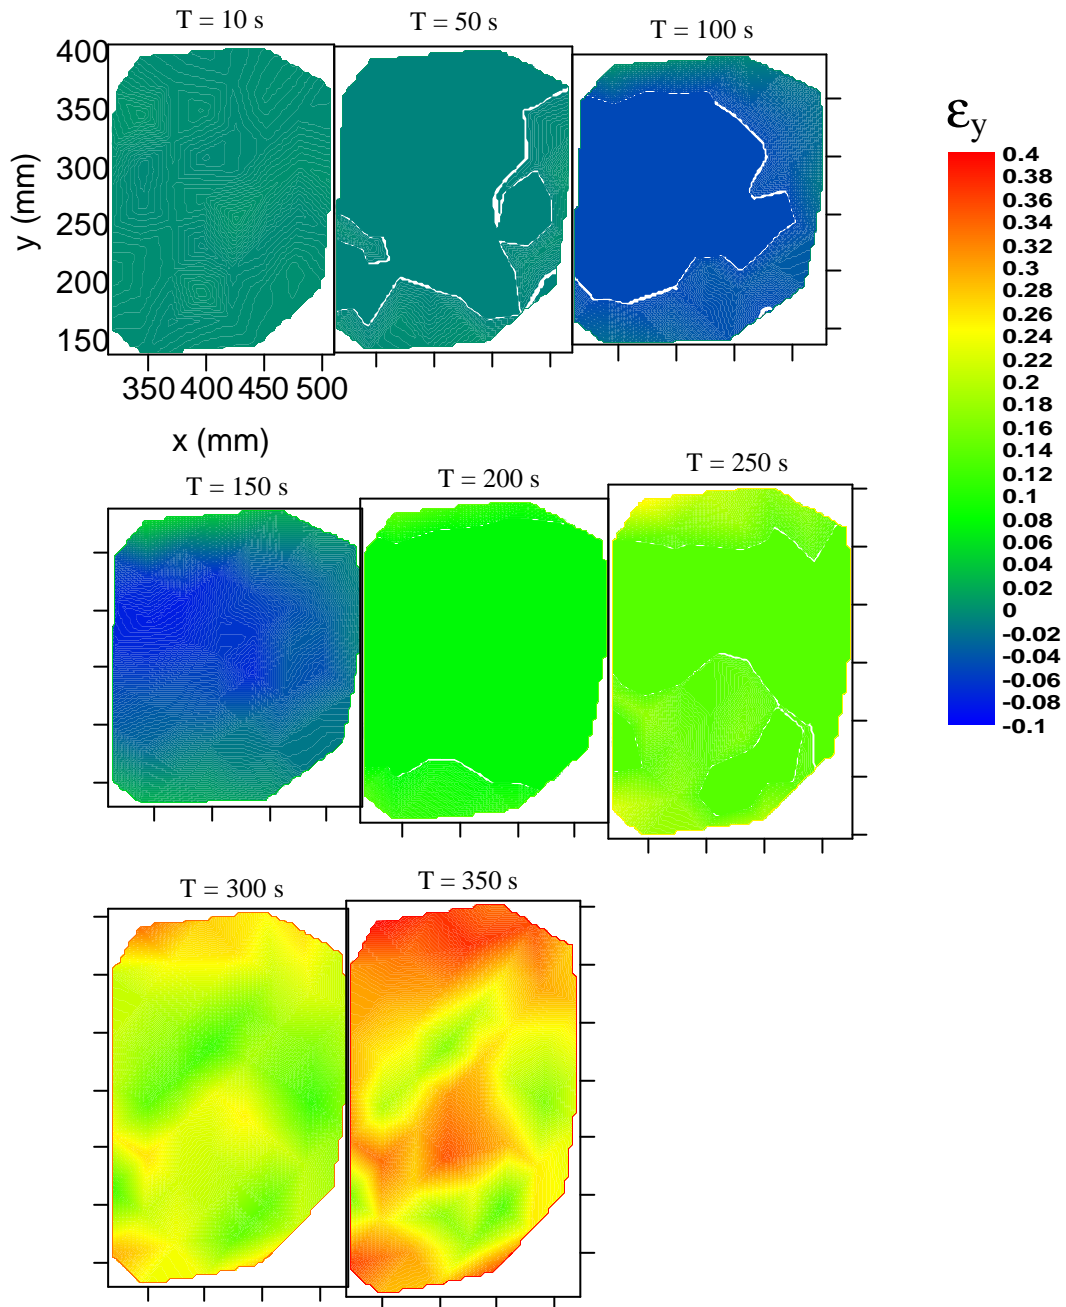 T = 10 s
T = 50 s
T = 100 s
400
350
300
250
200
150
y (mm)
350 400 450 500
x (mm)
εy
0.4
0.38
0.36
0.34
0.32
0.3
0.28
0.26
0.24
0.22
0.2
0.18
0.16
0.14
0.12
0.1
0.08
0.06
0.04
0.02
0
-0.02
-0.04
-0.06
-0.08
-0.1
T = 150 s
T = 200 s
T = 250 s
T = 300 s
T = 350 s